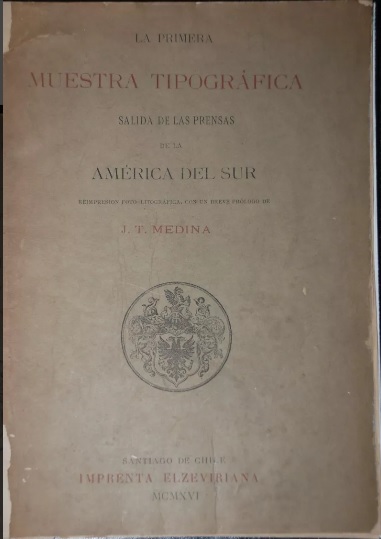 LA PRIMERA
MUESTRA TIPOGRÁFICA
SALIDA DE LAS PRENSAS
DE LA
AMÉRICA DEL SUR
REIMPRESIÓN FOTO-LITOGRÁFICA, CON UN BREVE PRÓLOGO DE
J. T. MEDINA
SANTIAGO DE CHILE
IMPRENTA ELZEVIRIANA
MCMXVI